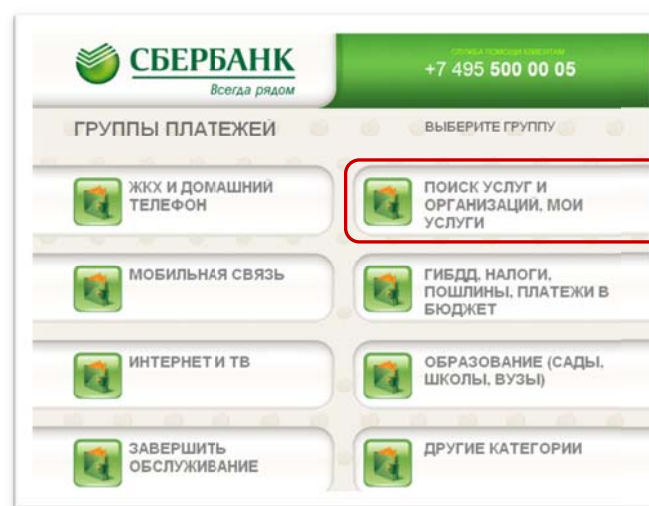 СБЕРБАНК
Всегда рядом
СЛУЖБА ПОМОЩИ КЛИЕНТАМ
+7 495 500 00 05
ГРУППЫ ПЛАТЕЖЕЙ
ВЫБЕРИТЕ ГРУППУ
ЖКХ И ДОМАШНИЙ
ТЕЛЕФОН
ПОИСК УСЛУГ И
ОРГАНИЗАЦИЙ, МОИ
УСЛУГИ
МОБИЛЬНАЯ СВЯЗЬ
ГИБДД, НАЛОГИ,
ПОШЛИНЫ, ПЛАТЕЖИ В
БЮДЖЕТ
ИНТЕРНЕТ И ТВ
ОБРАЗОВАНИЕ (САДЫ,
ШКОЛЫ, ВУЗЫ)
ЗАВЕРШИТЬ
ОБСЛУЖИВАНИЕ
ДРУГИЕ КАТЕГОРИИ